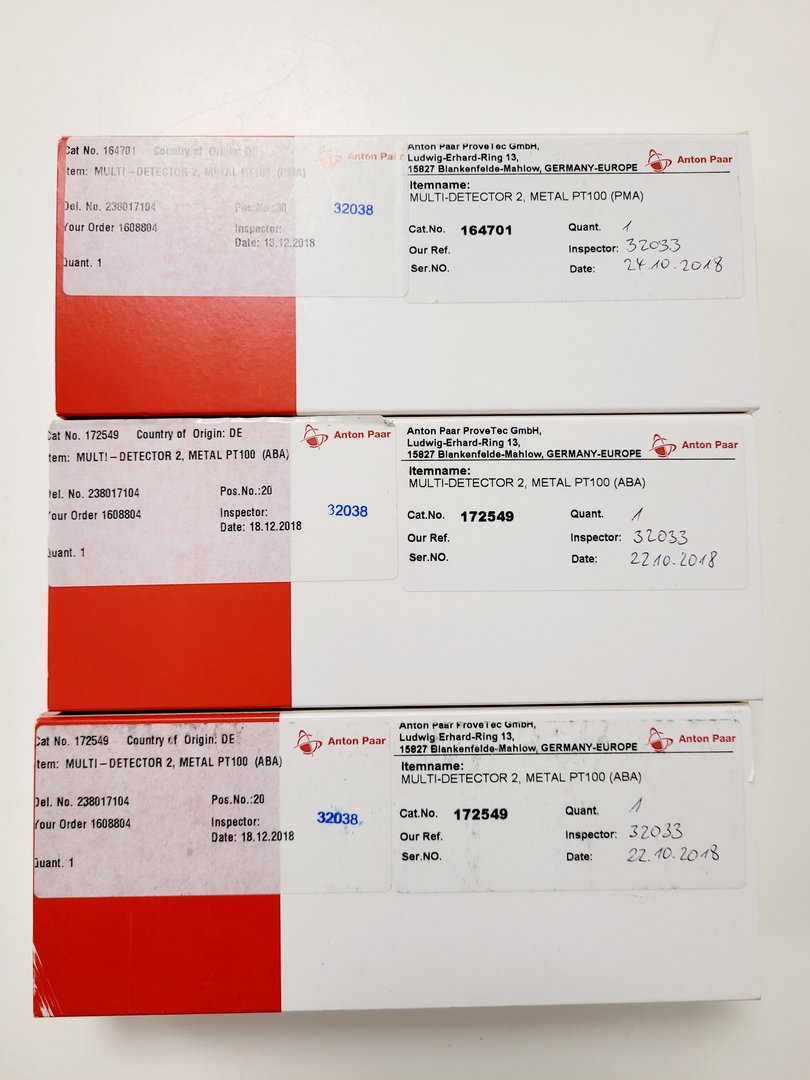 Cat No. 164701 Country of Origin: DE
Anton Paar
tem: MULTI-DETECTOR 2, METAL PT100 (PMA)
Del. No. 238017104 Pos.No.:30
32038
Your Order 1608804 Inspector:
Date: 18.12.2018
Quant. 1
Anton Paar ProveTec GmbH,
Ludwig-Erhard-Ring 13,
15827 Blankenfelde-Mahlow, GERMANY-EUROPE
Anton Paar
Itemname:
MULTI-DETECTOR 2, METAL PT100 (PMA)
Cat.No. 164701 Quant. 1
Our Ref. Inspector: 32033
Ser.NO. Date: 24.10.2018
Cat No. 172549 Country of Origin: DE
Anton Paar
tem: MULTI-DETECTOR 2, METAL PT100 (ABA)
Del. No. 238017104 Pos.No.:20
32038
Your Order 1608804 Inspector:
Date: 18.12.2018
Quant. 1
Anton Paar ProveTec GmbH,
Ludwig-Erhard-Ring 13,
15827 Blankenfelde-Mahlow, GERMANY-EUROPE
Anton Paar
Itemname:
MULTI-DETECTOR 2, METAL PT100 (ABA)
Cat.No. 172549 Quant. 1
Our Ref. Inspector: 32033
Ser.NO. Date: 22.10.2018
Cat No. 172549 Country of Origin: DE
Anton Paar
tem: MULTI-DETECTOR 2, METAL PT100 (ABA)
Del. No. 238017104 Pos.No.:20
32038
Your Order 1608804 Inspector:
Date: 18.12.2018
Quant. 1
Anton Paar ProveTec GmbH,
Ludwig-Erhard-Ring 13,
15827 Blankenfelde-Mahlow, GERMANY-EUROPE
Anton Paar
Itemname:
MULTI-DETECTOR 2, METAL PT100 (ABA)
Cat.No. 172549 Quant. 1
Our Ref. Inspector: 32033
Ser.NO. Date: 22.10.2018